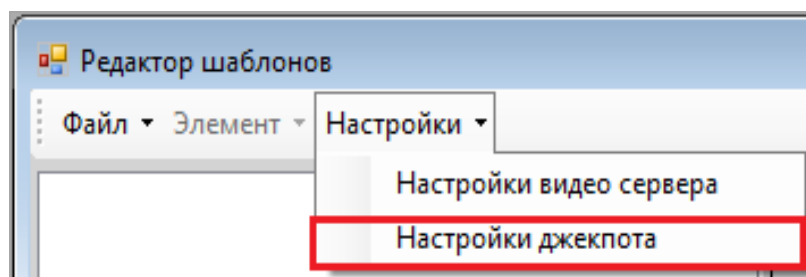 Редактор шаблонов
Файл Элемент Настройки
Настройки видео сервера
Настройки джекпота